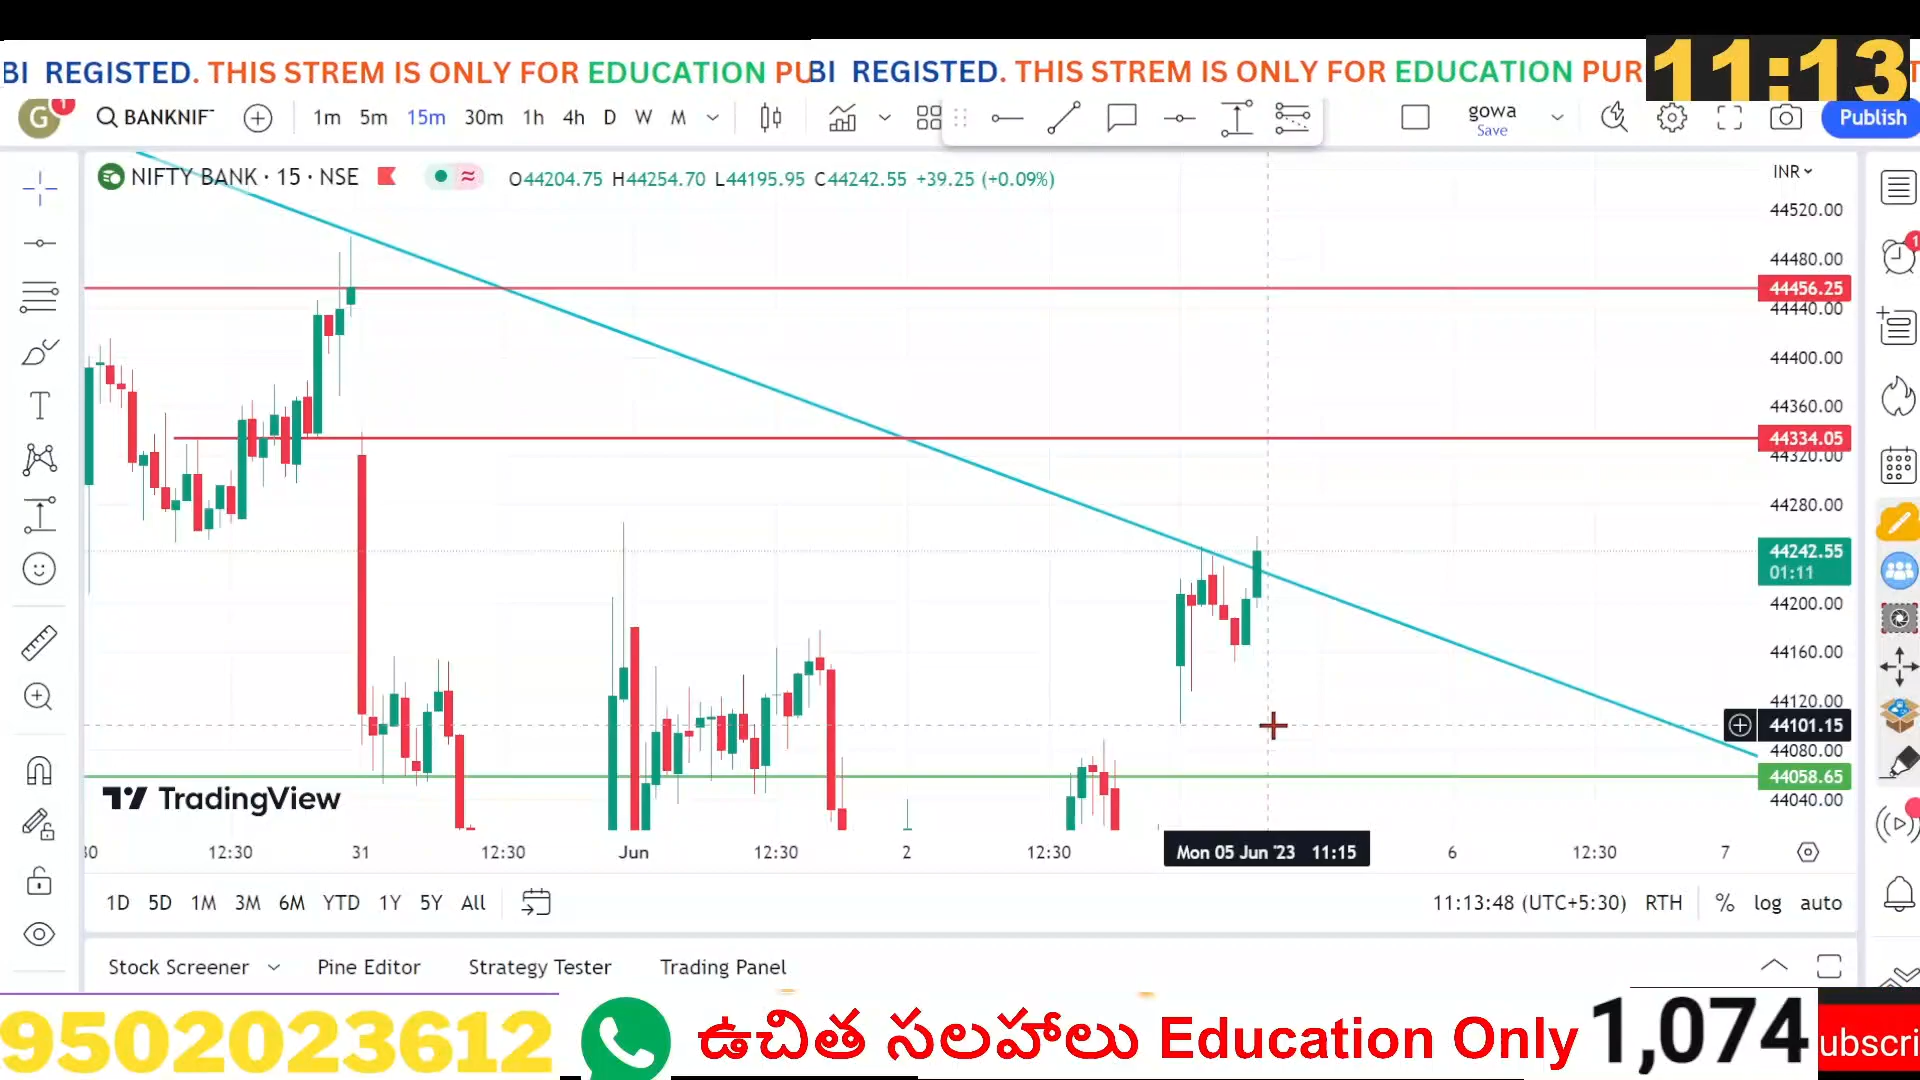 BI REGISTED. THIS STREM IS ONLY FOR EDUCATION PU
BI REGISTED. THIS STREM IS ONLY FOR EDUCATION PUR
11:13
G 1
BANKNIF
1m 5m 15m 30m 1h 4h D W M
gowa
Save
Publish
NIFTY BANK · 15 · NSE
O44204.75 H44254.70 L44195.95 C44242.55 +39.25 (+0.09%)
INR
44520.00
44480.00
44456.25
44440.00
44400.00
44360.00
44334.05
44320.00
44280.00
44242.55
01:11
44200.00
44160.00
44120.00
44101.15
44080.00
44058.65
44040.00
TradingView
30 12:30 31 12:30 Jun 12:30 2 12:30 Mon 05 Jun '23 11:15 6 12:30 7
1D 5D 1M 3M 6M YTD 1Y 5Y All
11:13:48 (UTC+5:30) RTH % log auto
Stock Screener Pine Editor Strategy Tester Trading Panel
9502023612
ఉచిత సలహాలు Education Only
1,074
ubscri